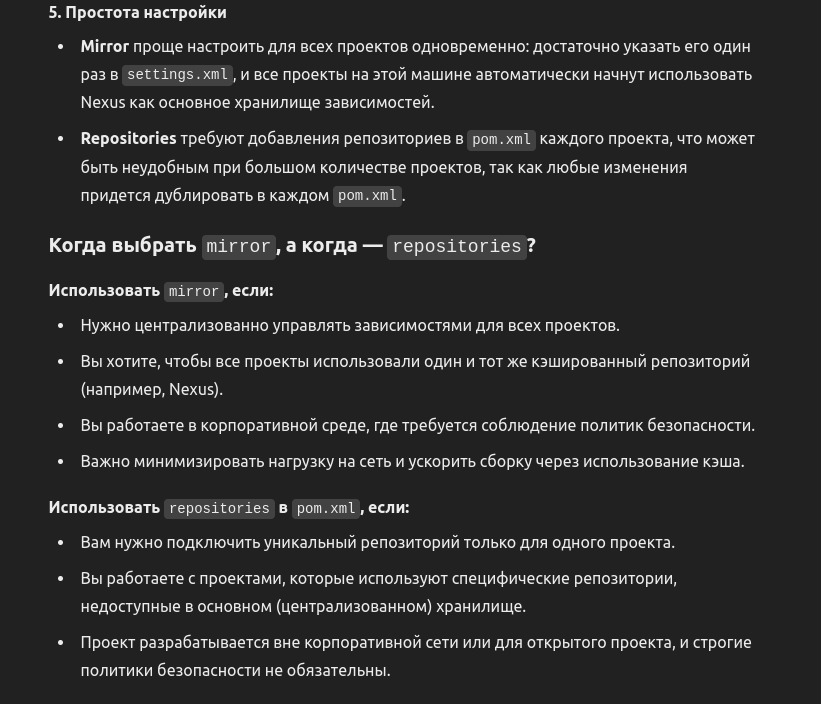 5. Простота настройки
• Mirror проще настроить для всех проектов одновременно: достаточно указать его один
раз в settings.xml, и все проекты на этой машине автоматически начнут использовать
Nexus как основное хранилище зависимостей.
• Repositories требуют добавления репозиториев в pom.xml каждого проекта, что может
быть неудобным при большом количестве проектов, так как любые изменения
придется дублировать в каждом pom.xml.
Когда выбрать mirror, а когда — repositories?
Использовать mirror, если:
• Нужно централизованно управлять зависимостями для всех проектов.
• Вы хотите, чтобы все проекты использовали один и тот же кэшированный репозиторий
(например, Nexus).
• Вы работаете в корпоративной среде, где требуется соблюдение политик безопасности.
• Важно минимизировать нагрузку на сеть и ускорить сборку через использование кэша.
Использовать repositories в pom.xml, если:
• Вам нужно подключить уникальный репозиторий только для одного проекта.
• Вы работаете с проектами, которые используют специфические репозитории,
недоступные в основном (централизованном) хранилище.
• Проект разрабатывается вне корпоративной сети или для открытого проекта, и строгие
политики безопасности не обязательны.